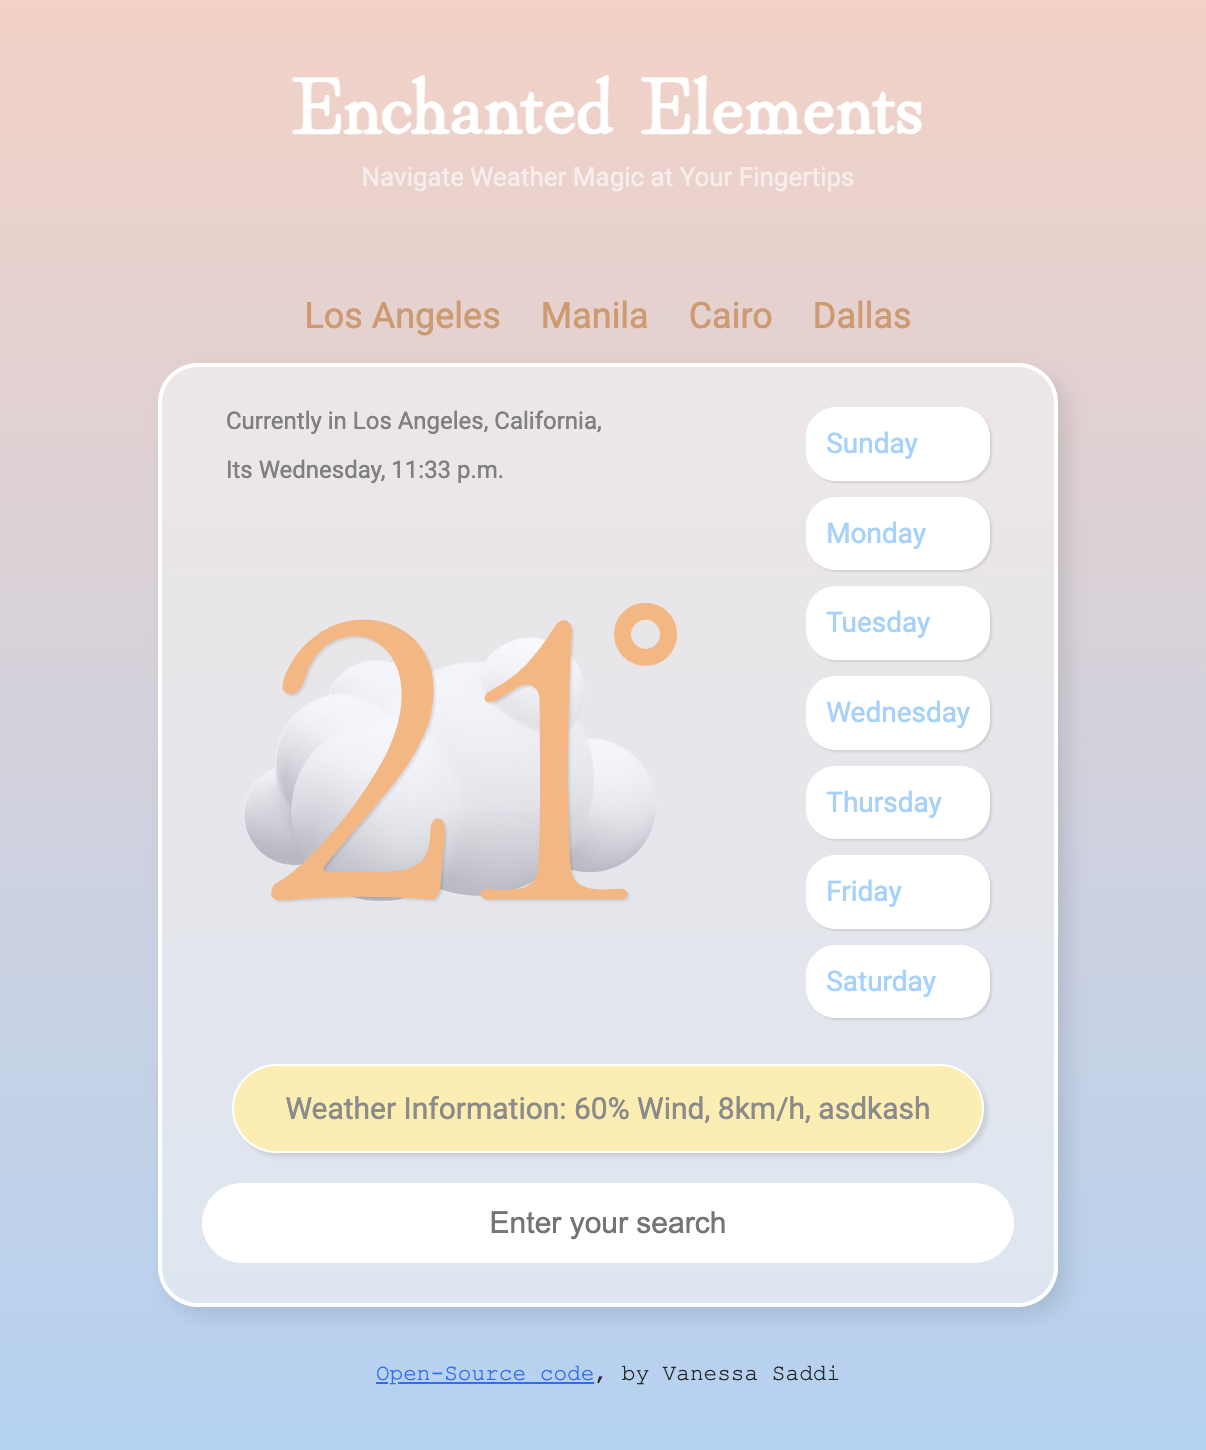 Enchanted Elements
Navigate Weather Magic at Your Fingertips
Los Angeles Manila Cairo Dallas
Currently in Los Angeles, California,
Its Wednesday, 11:33 p.m.
21°
Sunday
Monday
Tuesday
Wednesday
Thursday
Friday
Saturday
Weather Information: 60% Wind, 8km/h, asdkash
Enter your search
Open-Source code, by Vanessa Saddi